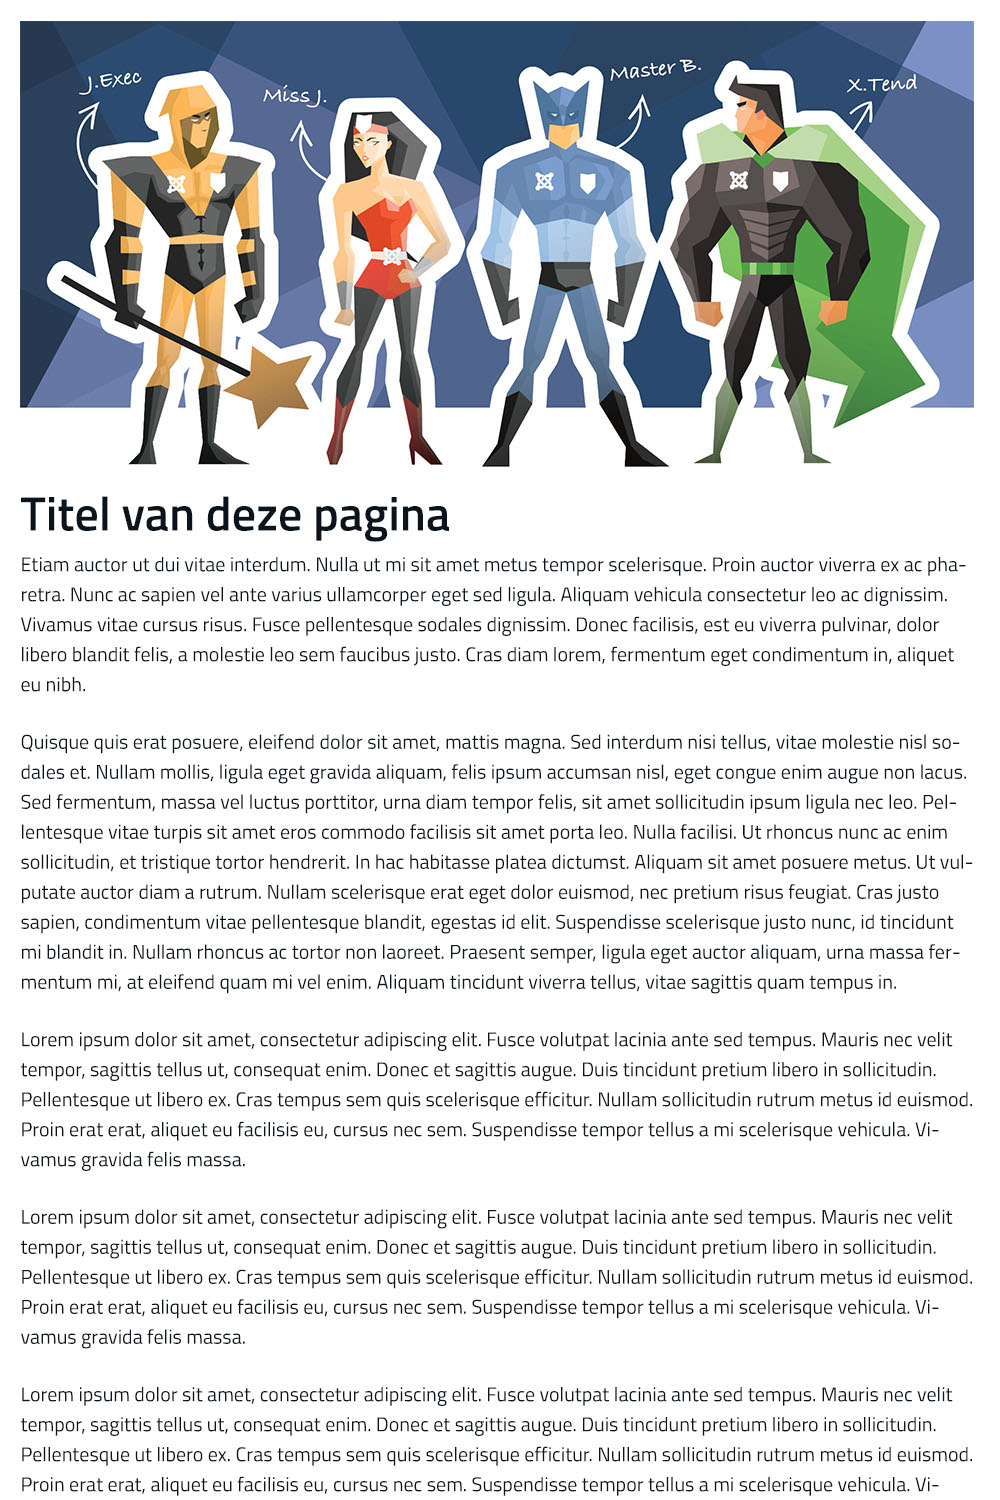 J.Exec
Miss J.
Master B.
X.Tend
Titel van deze pagina
Etiam auctor ut dui vitae interdum. Nulla ut mi sit amet metus tempor scelerisque. Proin auctor viverra ex ac pha-
retra. Nunc ac sapien vel ante varius ullamcorper eget sed ligula. Aliquam vehicula consectetur leo ac dignissim.
Vivamus vitae cursus risus. Fusce pellentesque sodales dignissim. Donec facilisis, est eu viverra pulvinar, dolor
libero blandit felis, a molestie leo sem faucibus justo. Cras diam lorem, fermentum eget condimentum in, aliquet
eu nibh.
Quisque quis erat posuere, eleifend dolor sit amet, mattis magna. Sed interdum nisi tellus, vitae molestie nisl so-
dales et. Nullam mollis, ligula eget gravida aliquam, felis ipsum accumsan nisl, eget congue enim augue non lacus.
Sed fermentum, massa vel luctus porttitor, urna diam tempor felis, sit amet sollicitudin ipsum ligula nec leo. Pel-
lentesque vitae turpis sit amet eros commodo facilisis sit amet porta leo. Nulla facilisi. Ut rhoncus nunc ac enim
sollicitudin, et tristique tortor hendrerit. In hac habitasse platea dictumst. Aliquam sit amet posuere metus. Ut vul-
putate auctor diam a rutrum. Nullam scelerisque erat eget dolor euismod, nec pretium risus feugiat. Cras justo
sapien, condimentum vitae pellentesque blandit, egestas id elit. Suspendisse scelerisque justo nunc, id tincidunt
mi blandit in. Nullam rhoncus ac tortor non laoreet. Praesent semper, ligula eget auctor aliquam, urna massa fer-
mentum mi, at eleifend quam mi vel enim. Aliquam tincidunt viverra tellus, vitae sagittis quam tempus in.
Lorem ipsum dolor sit amet, consectetur adipiscing elit. Fusce volutpat lacinia ante sed tempus. Mauris nec velit
tempor, sagittis tellus ut, consequat enim. Donec et sagittis augue. Duis tincidunt pretium libero in sollicitudin.
Pellentesque ut libero ex. Cras tempus sem quis scelerisque efficitur. Nullam sollicitudin rutrum metus id euismod.
Proin erat erat, aliquet eu facilisis eu, cursus nec sem. Suspendisse tempor tellus a mi scelerisque vehicula. Vi-
vamus gravida felis massa.
Lorem ipsum dolor sit amet, consectetur adipiscing elit. Fusce volutpat lacinia ante sed tempus. Mauris nec velit
tempor, sagittis tellus ut, consequat enim. Donec et sagittis augue. Duis tincidunt pretium libero in sollicitudin.
Pellentesque ut libero ex. Cras tempus sem quis scelerisque efficitur. Nullam sollicitudin rutrum metus id euismod.
Proin erat erat, aliquet eu facilisis eu, cursus nec sem. Suspendisse tempor tellus a mi scelerisque vehicula. Vi-
vamus gravida felis massa.
Lorem ipsum dolor sit amet, consectetur adipiscing elit. Fusce volutpat lacinia ante sed tempus. Mauris nec velit
tempor, sagittis tellus ut, consequat enim. Donec et sagittis augue. Duis tincidunt pretium libero in sollicitudin.
Pellentesque ut libero ex. Cras tempus sem quis scelerisque efficitur. Nullam sollicitudin rutrum metus id euismod.
Proin erat erat, aliquet eu facilisis eu, cursus nec sem. Suspendisse tempor tellus a mi scelerisque vehicula. Vi-